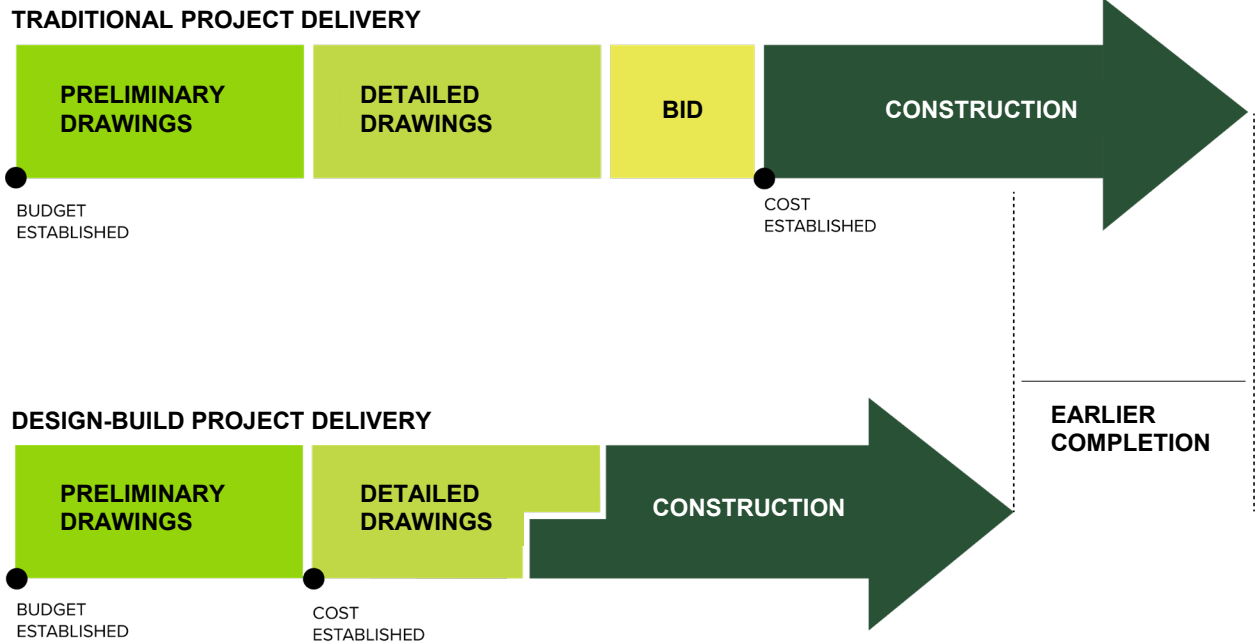 TRADITIONAL PROJECT DELIVERY
PRELIMINARY
DRAWINGS
DETAILED
DRAWINGS
BID
CONSTRUCTION
BUDGET
ESTABLISHED
COST
ESTABLISHED
DESIGN-BUILD PROJECT DELIVERY
EARLIER
COMPLETION
PRELIMINARY
DRAWINGS
DETAILED
DRAWINGS
CONSTRUCTION
BUDGET
ESTABLISHED
COST
ESTABLISHED